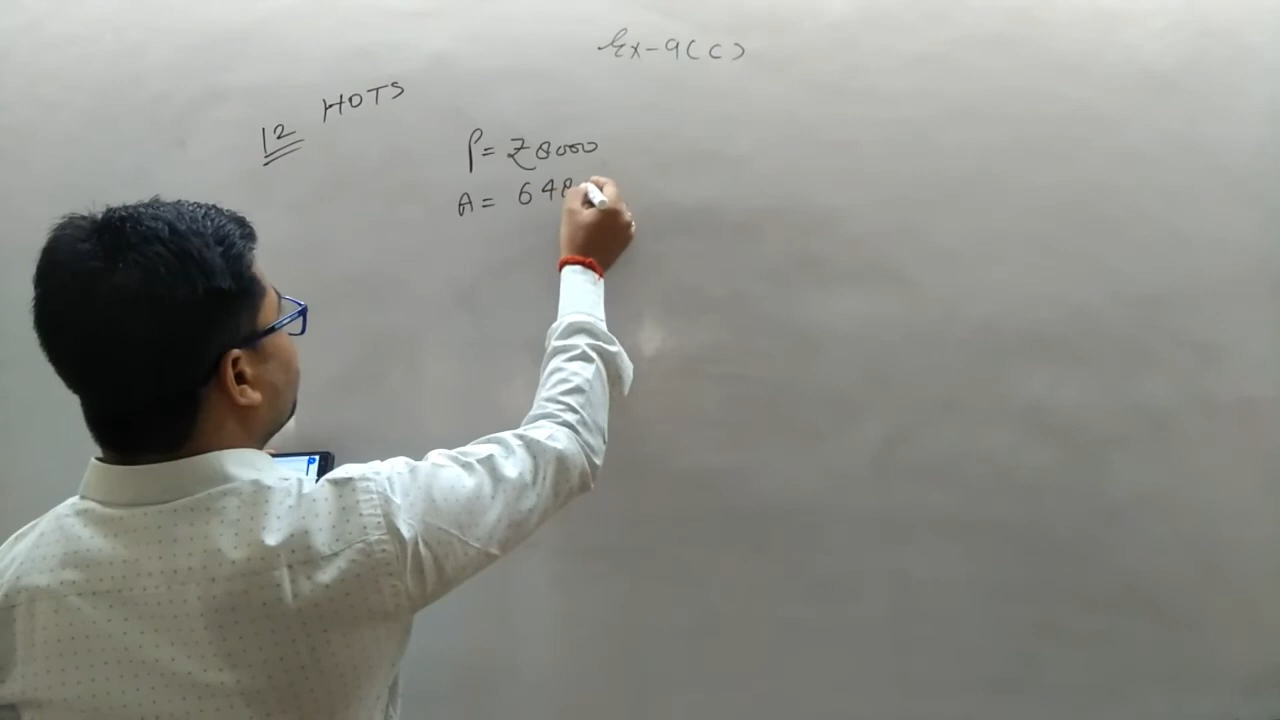 Ex-9(C)
12 HOTS
P= ₹8000
A= 648